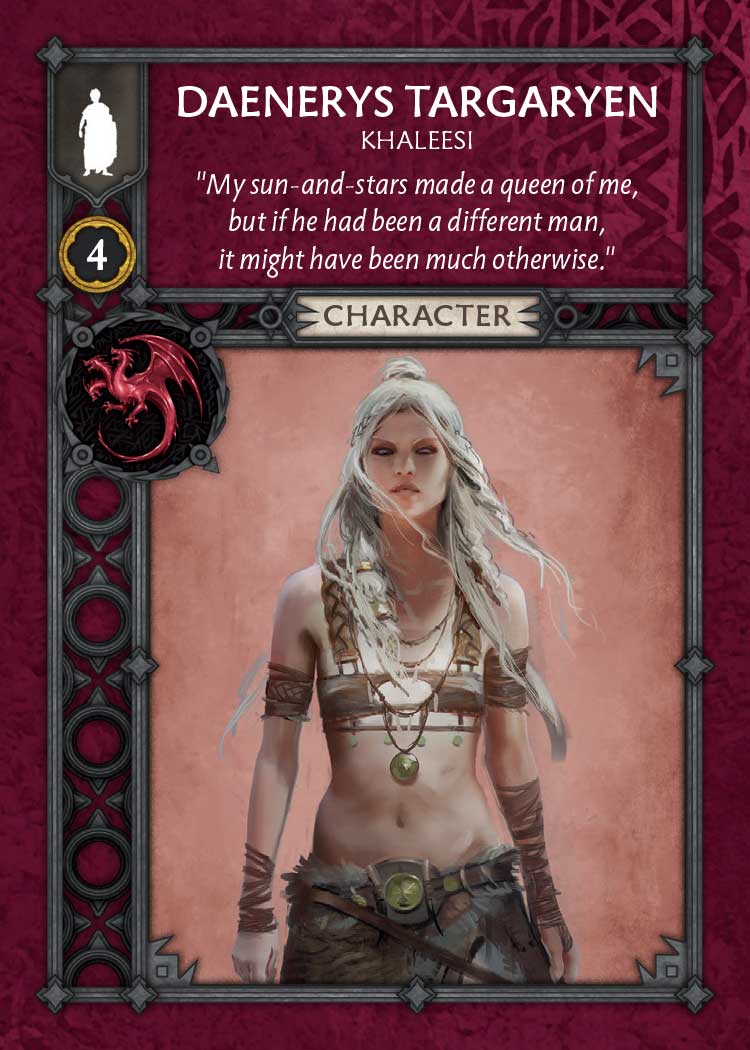 DAENERYS TARGARYEN
KHALEESI
"My sun-and-stars made a queen of me,
but if he had been a different man,
it might have been much otherwise."
4
CHARACTER